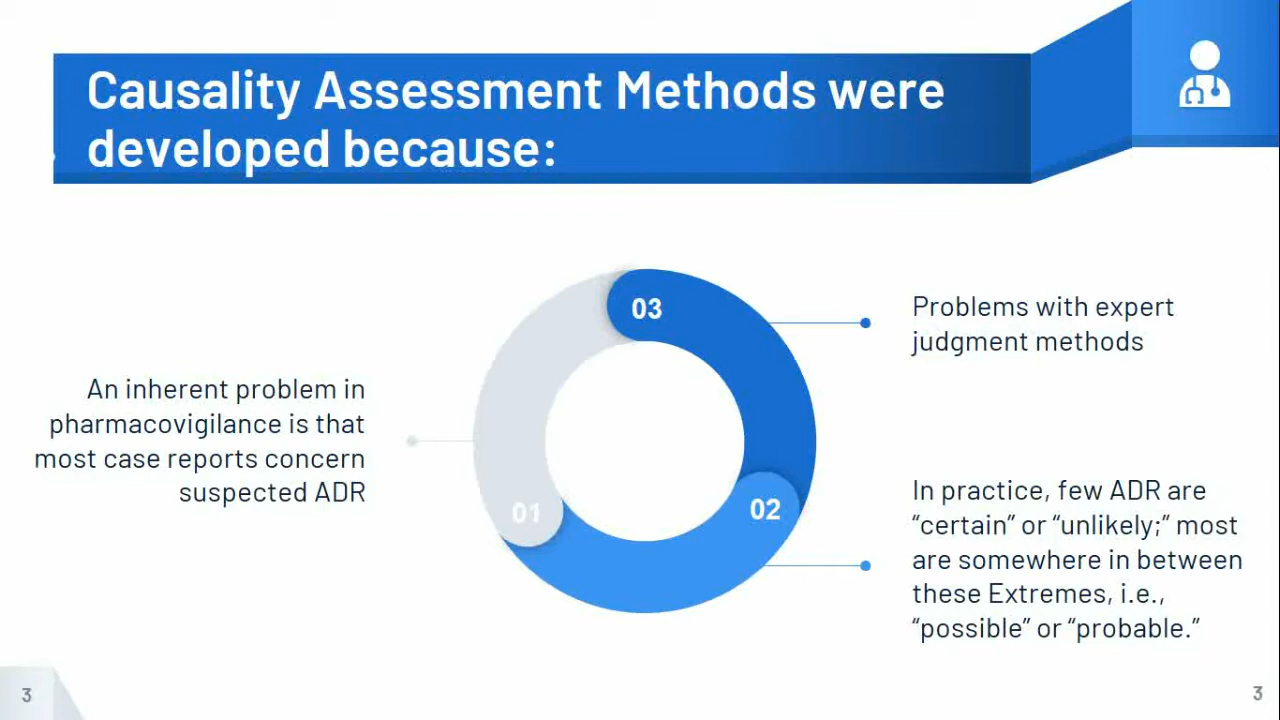 Causality Assessment Methods were
developed because:
03
Problems with expert
judgment methods
An inherent problem in
pharmacovigilance is that
most case reports concern
suspected ADR
01
02
In practice, few ADR are
“certain” or “unlikely;” most
are somewhere in between
these Extremes, i.e.,
“possible” or “probable.”
3
3